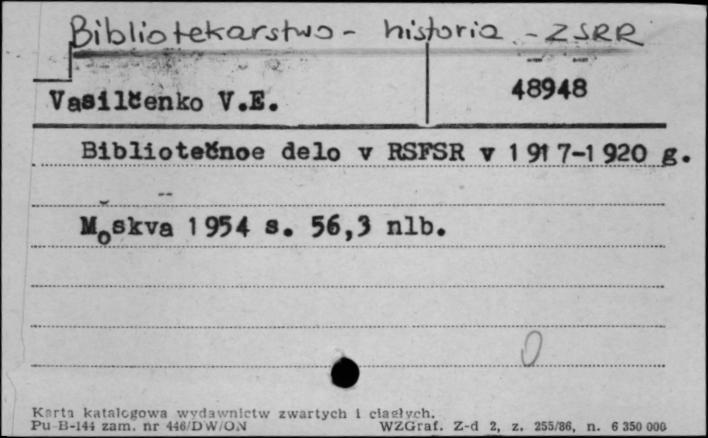 Bibliotekarstwo - historia - ZSRR
Vasilčenko V.E.
48948
Bibliotečnoe delo v RSFSR v 1917-1920 g.
Moskva 1954 s. 56,3 nlb.
0
Karta katalogowa wydawnictw zwartych i ciągłych.
Pu-B-144 zam. nr 446/DW/ON
WZGraf. Z-d 2, z. 255/86, n. 6 350 000